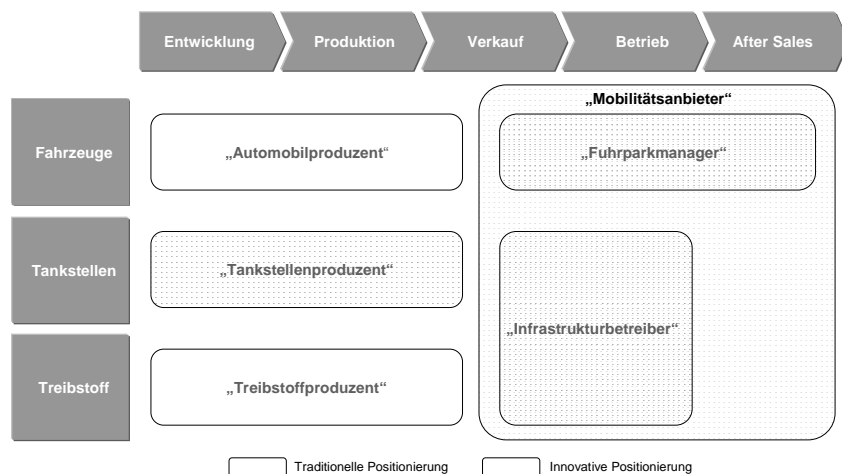 Entwicklung
Produktion
Verkauf
Betrieb
After Sales
„Mobilitätsanbieter“
Fahrzeuge
„Automobilproduzent“
„Fuhrparkmanager“
Tankstellen
„Tankstellenproduzent“
„Infrastrukturbetreiber“
Treibstoff
„Treibstoffproduzent“
Traditionelle Positionierung
Innovative Positionierung